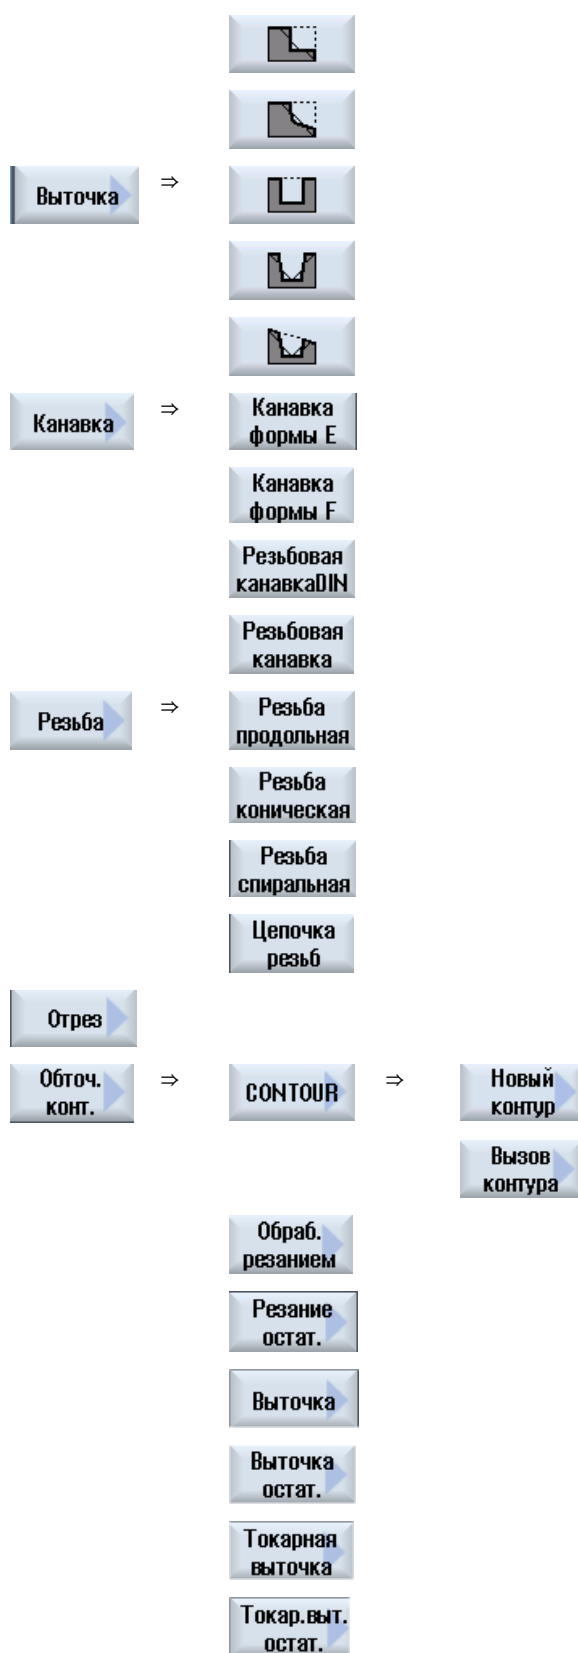 Выточка ⇒
Канавка ⇒ Канавка
формы E
Канавка
формы F
Резьбовая
канавкаDIN
Резьбовая
канавка
Резьба ⇒ Резьба
продольная
Резьба
коническая
Резьба
спиральная
Цепочка
резьб
Отрез
Обточ.
конт. ⇒ CONTOUR ⇒ Новый
контур
Вызов
контура
Обраб.
резанием
Резание
остат.
Выточка
Выточка
остат.
Токарная
выточка
Токар.выт.
остат.